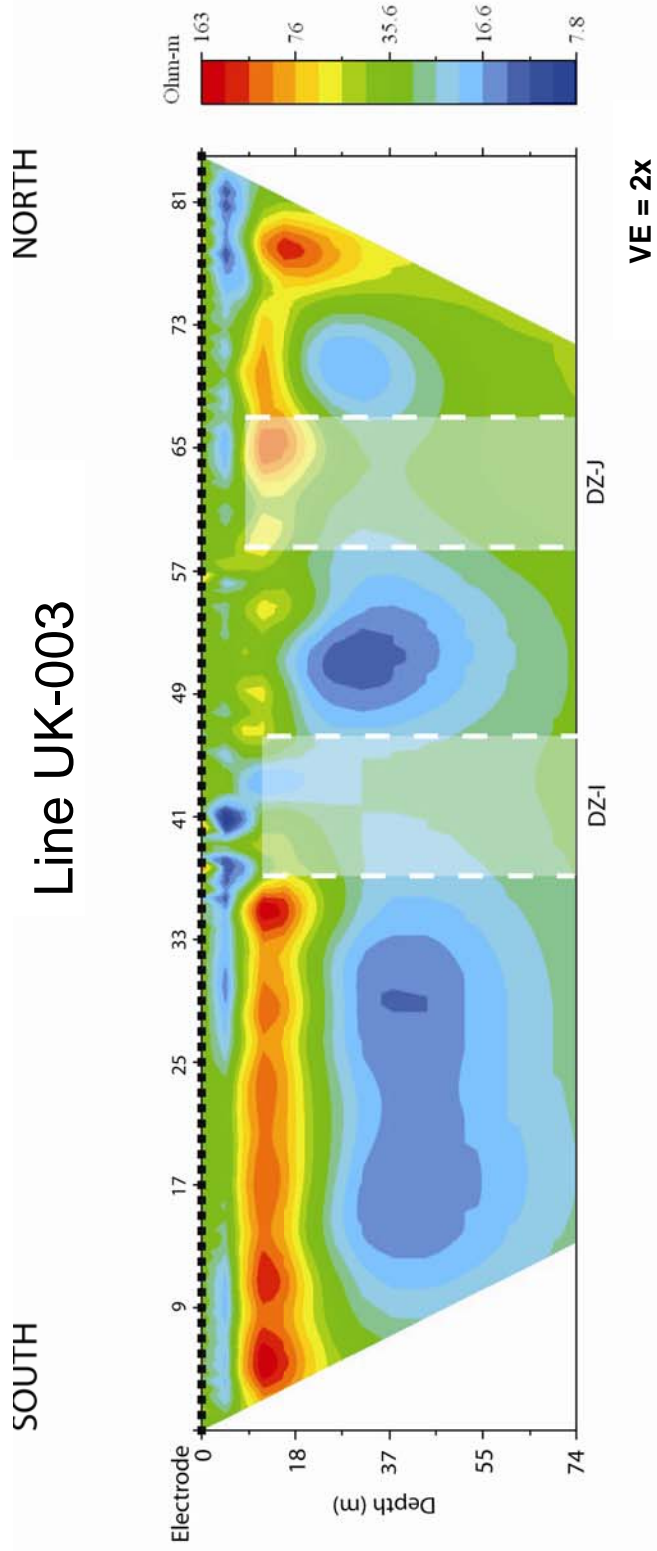 Line UK-003
SOUTH
NORTH
Electrode
9
17
25
33
41
49
57
65
73
81
0
18
37
55
74
Depth (m)
DZ-I
DZ-J
Ohm-m
163
76
35.6
16.6
7.8
VE = 2x